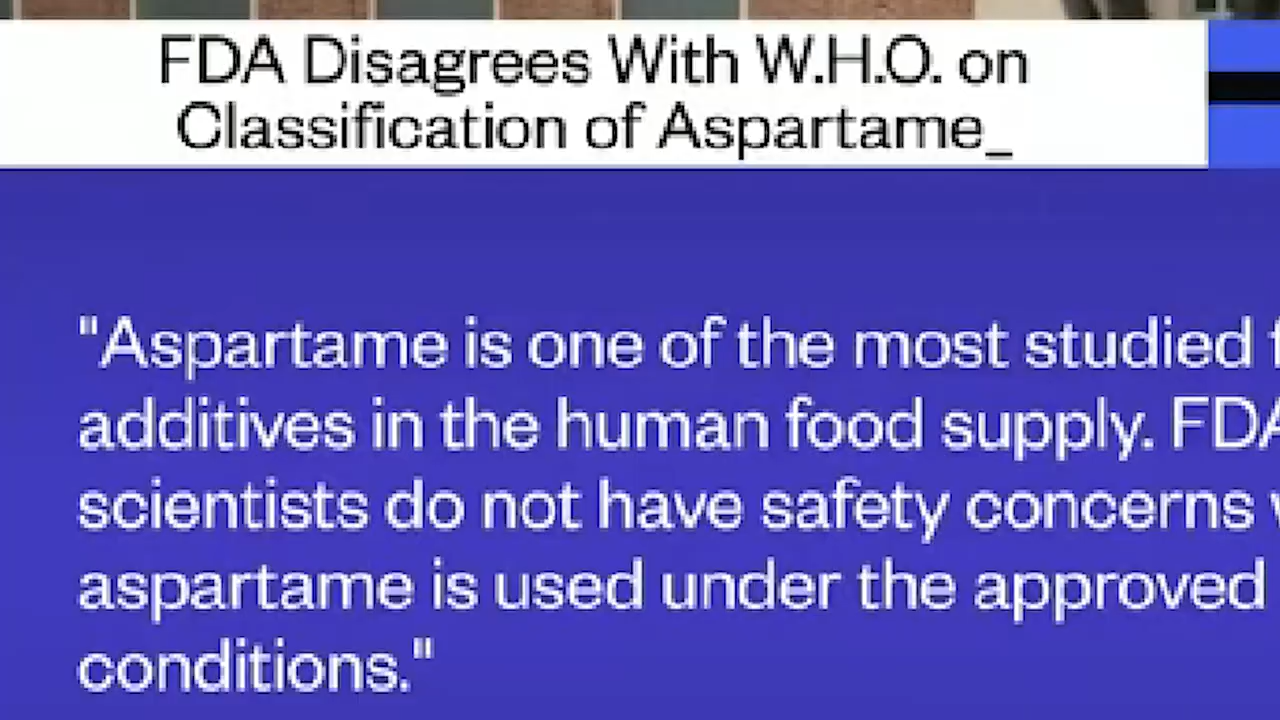 FDA Disagrees With W.H.O. on
Classification of Aspartame_
"Aspartame is one of the most studied
additives in the human food supply. FDA
scientists do not have safety concerns
aspartame is used under the approved
conditions."